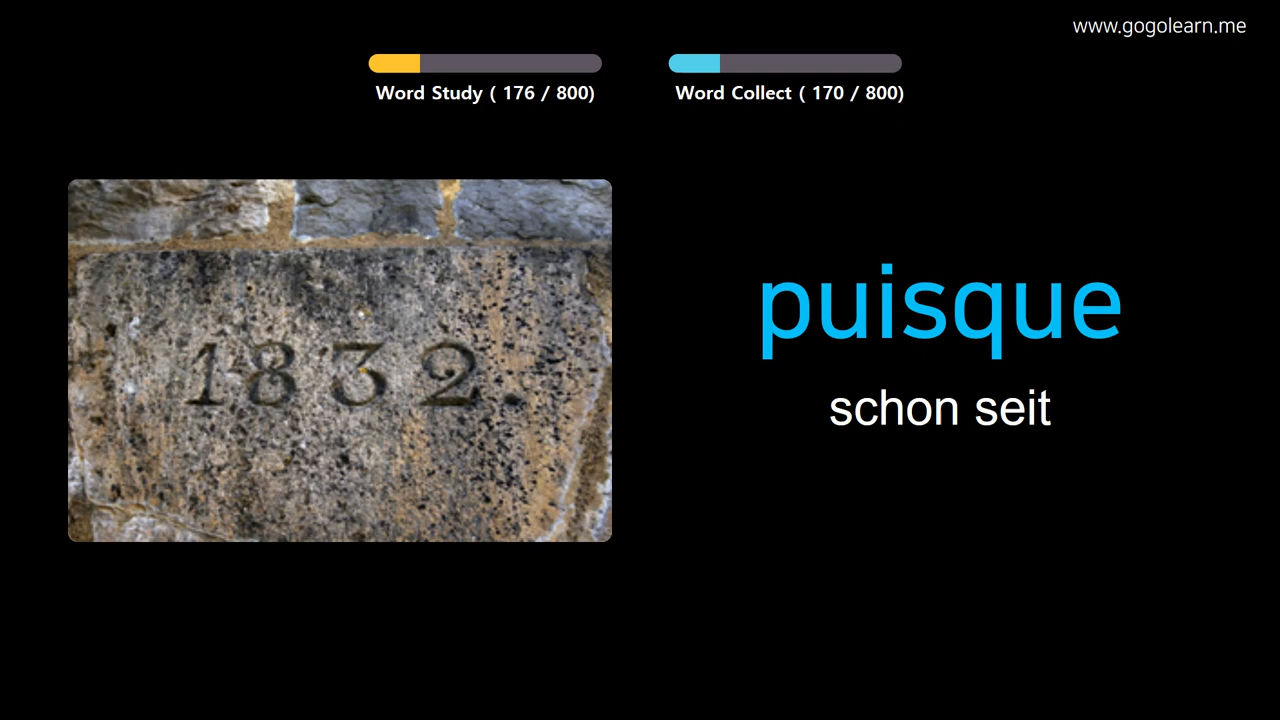 www.gogolearn.me
Word Study ( 176 / 800)
Word Collect ( 170 / 800)
1832.
puisque
schon seit